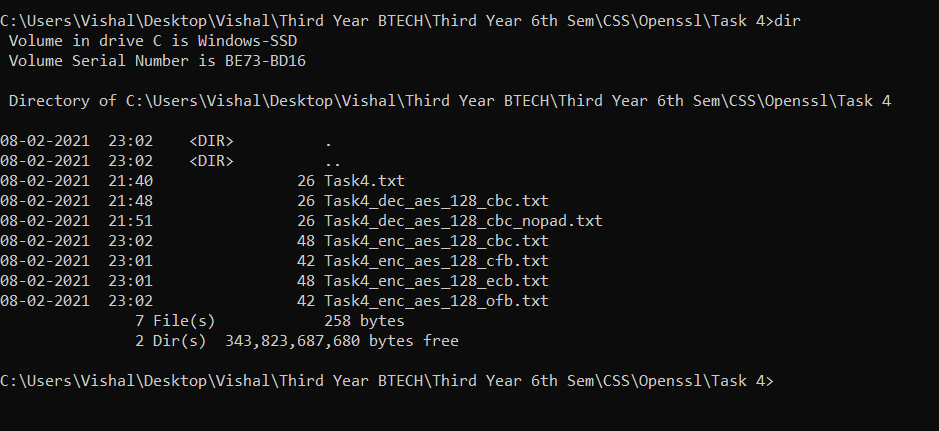 C:\Users\Vishal\Desktop\Vishal\Third Year BTECH\Third Year 6th Sem\CSS\Openssl\Task 4>dir
Volume in drive C is Windows-SSD
Volume Serial Number is BE73-BD16
Directory of C:\Users\Vishal\Desktop\Vishal\Third Year BTECH\Third Year 6th Sem\CSS\Openssl\Task 4
08-02-2021  23:02    <DIR>          .
08-02-2021  23:02    <DIR>          ..
08-02-2021  21:40                26 Task4.txt
08-02-2021  21:48                26 Task4_dec_aes_128_cbc.txt
08-02-2021  21:51                26 Task4_dec_aes_128_cbc_nopad.txt
08-02-2021  23:02                48 Task4_enc_aes_128_cbc.txt
08-02-2021  23:01                42 Task4_enc_aes_128_cfb.txt
08-02-2021  23:01                48 Task4_enc_aes_128_ecb.txt
08-02-2021  23:02                42 Task4_enc_aes_128_ofb.txt
7 File(s)            258 bytes
2 Dir(s)  343,823,687,680 bytes free
C:\Users\Vishal\Desktop\Vishal\Third Year BTECH\Third Year 6th Sem\CSS\Openssl\Task 4>